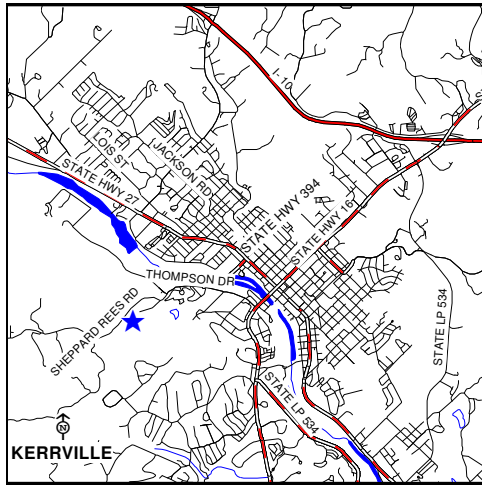 I-10
S
LOIS ST
JACKSON RD
STATE HWY 27
STATE HWY 394
STATE HWY 16
THOMPSON DR
SHEPPARD REES RD
STATE LP 534
STATE LP 534
N
KERRVILLE